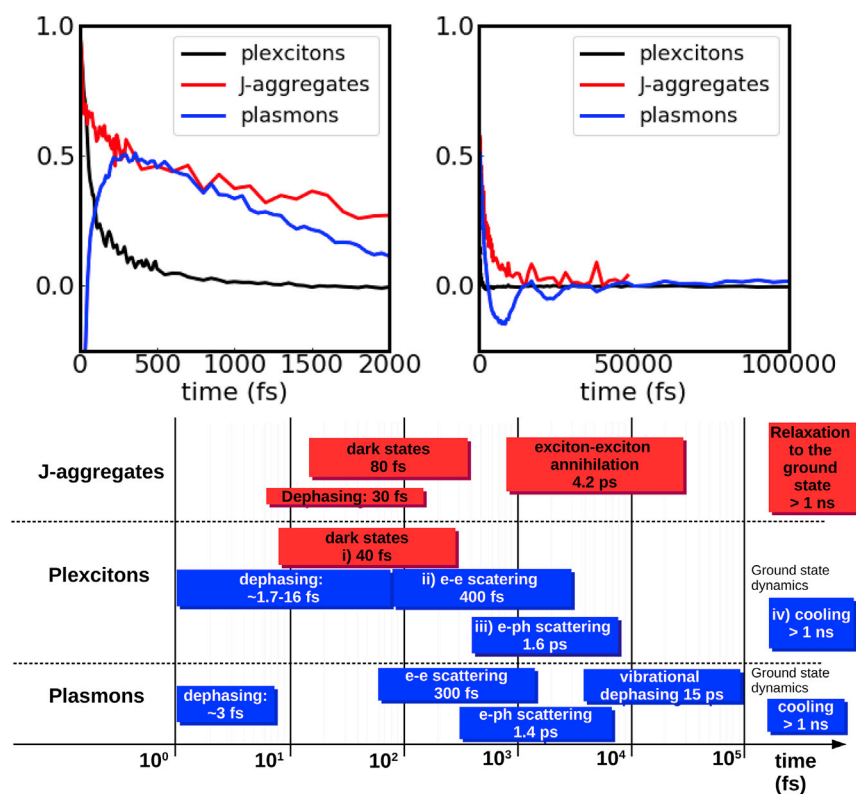 1.0
0.5
0.0
plexcitons
J-aggregates
plasmons
0
500
1000
1500
2000
time (fs)
1.0
0.5
0.0
plexcitons
J-aggregates
plasmons
0
50000
100000
time (fs)
J-aggregates
dark states
80 fs
Dephasing: 30 fs
exciton-exciton
annihilation
4.2 ps
Relaxation
to the
ground
state
> 1 ns
Plexcitons
dark states
i) 40 fs
dephasing:
~1.7-16 fs
ii) e-e scatering
400 fs
iii) e-ph scattering
1.6 ps
Ground state
dynamics
iv) cooling
> 1 ns
Plasmons
dephasing:
~3 fs
e-e scattering
300 fs
e-ph scattering
1.4 ps
vibrational
dephasing 15 ps
Ground state
dynamics
cooling
> 1 ns
10⁰
10¹
10²
10³
10⁴
10⁵
time
(fs)